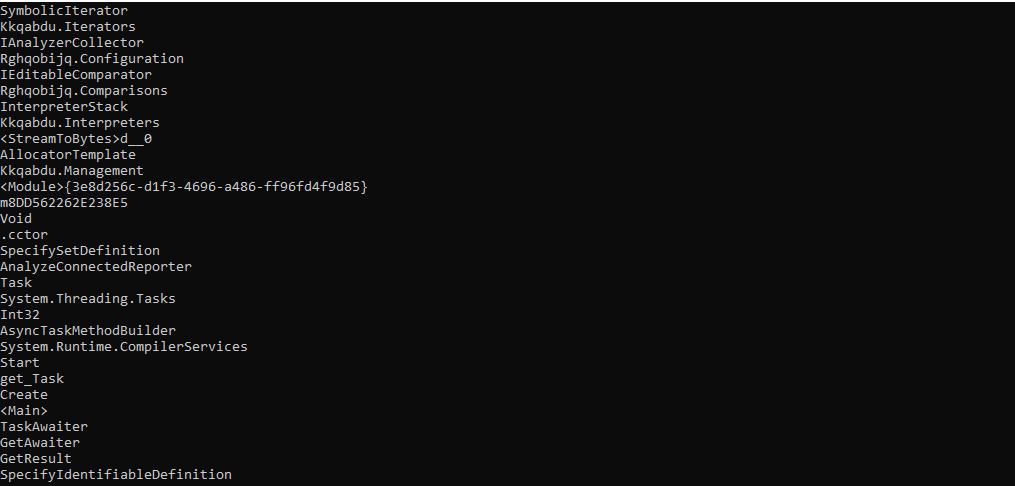 SymbolicIterator
Kkqabdu.Iterators
IAnalyzerCollector
Rghqobijq.Configuration
IEditableComparator
Rghqobijq.Comparisons
InterpreterStack
Kkqabdu.Interpreters
<StreamToBytes>d__0
AllocatorTemplate
Kkqabdu.Management
<Module>{3e8d256c-d1f3-4696-a486-ff96fd4f9d85}
m8DD562262E238E5
Void
.cctor
SpecifySetDefinition
AnalyzeConnectedReporter
Task
System.Threading.Tasks
Int32
AsyncTaskMethodBuilder
System.Runtime.CompilerServices
Start
get_Task
Create
<Main>
TaskAwaiter
GetAwaiter
GetResult
SpecifyIdentifiableDefinition